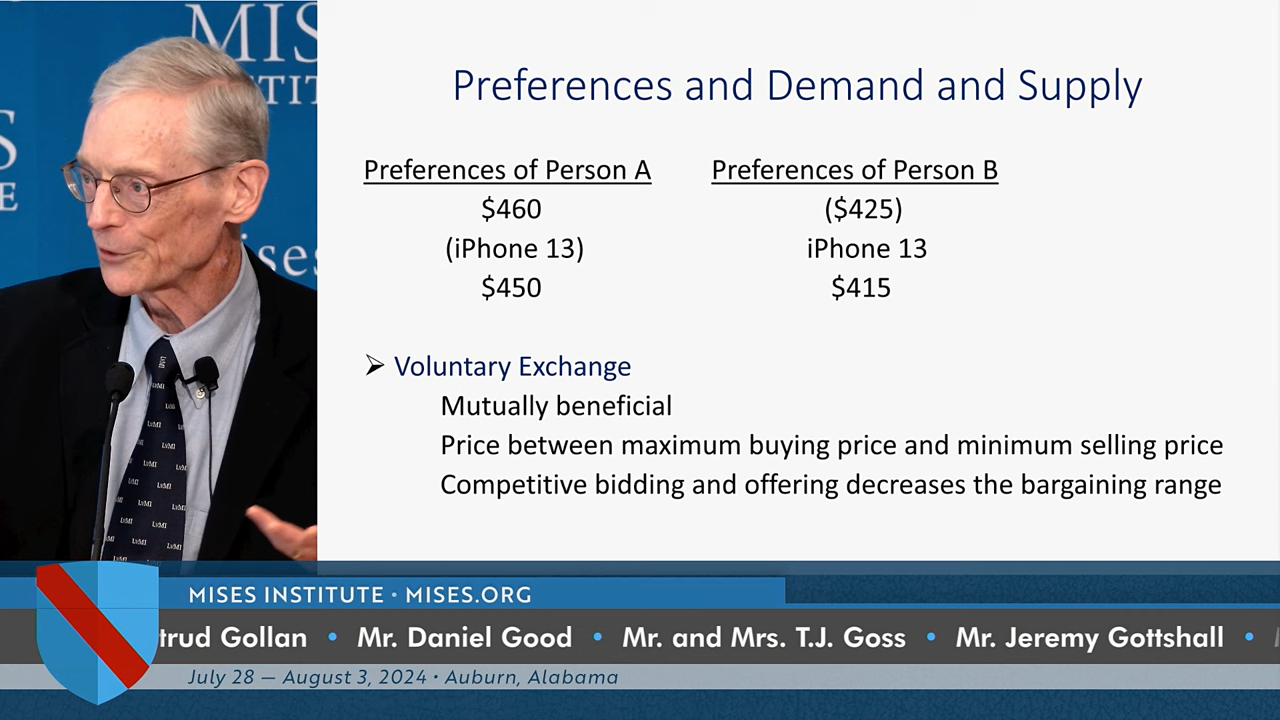 MIS
TIT
S
E
ises
Preferences and Demand and Supply
Preferences of Person A
$460
(iPhone 13)
$450
Preferences of Person B
($425)
iPhone 13
$415
Voluntary Exchange
Mutually beneficial
Price between maximum buying price and minimum selling price
Competitive bidding and offering decreases the bargaining range
MISES INSTITUTE • MISES.ORG
trud Gollan • Mr. Daniel Good • Mr. and Mrs. T.J. Goss • Mr. Jeremy Gottshall •
July 28 — August 3, 2024 • Auburn, Alabama